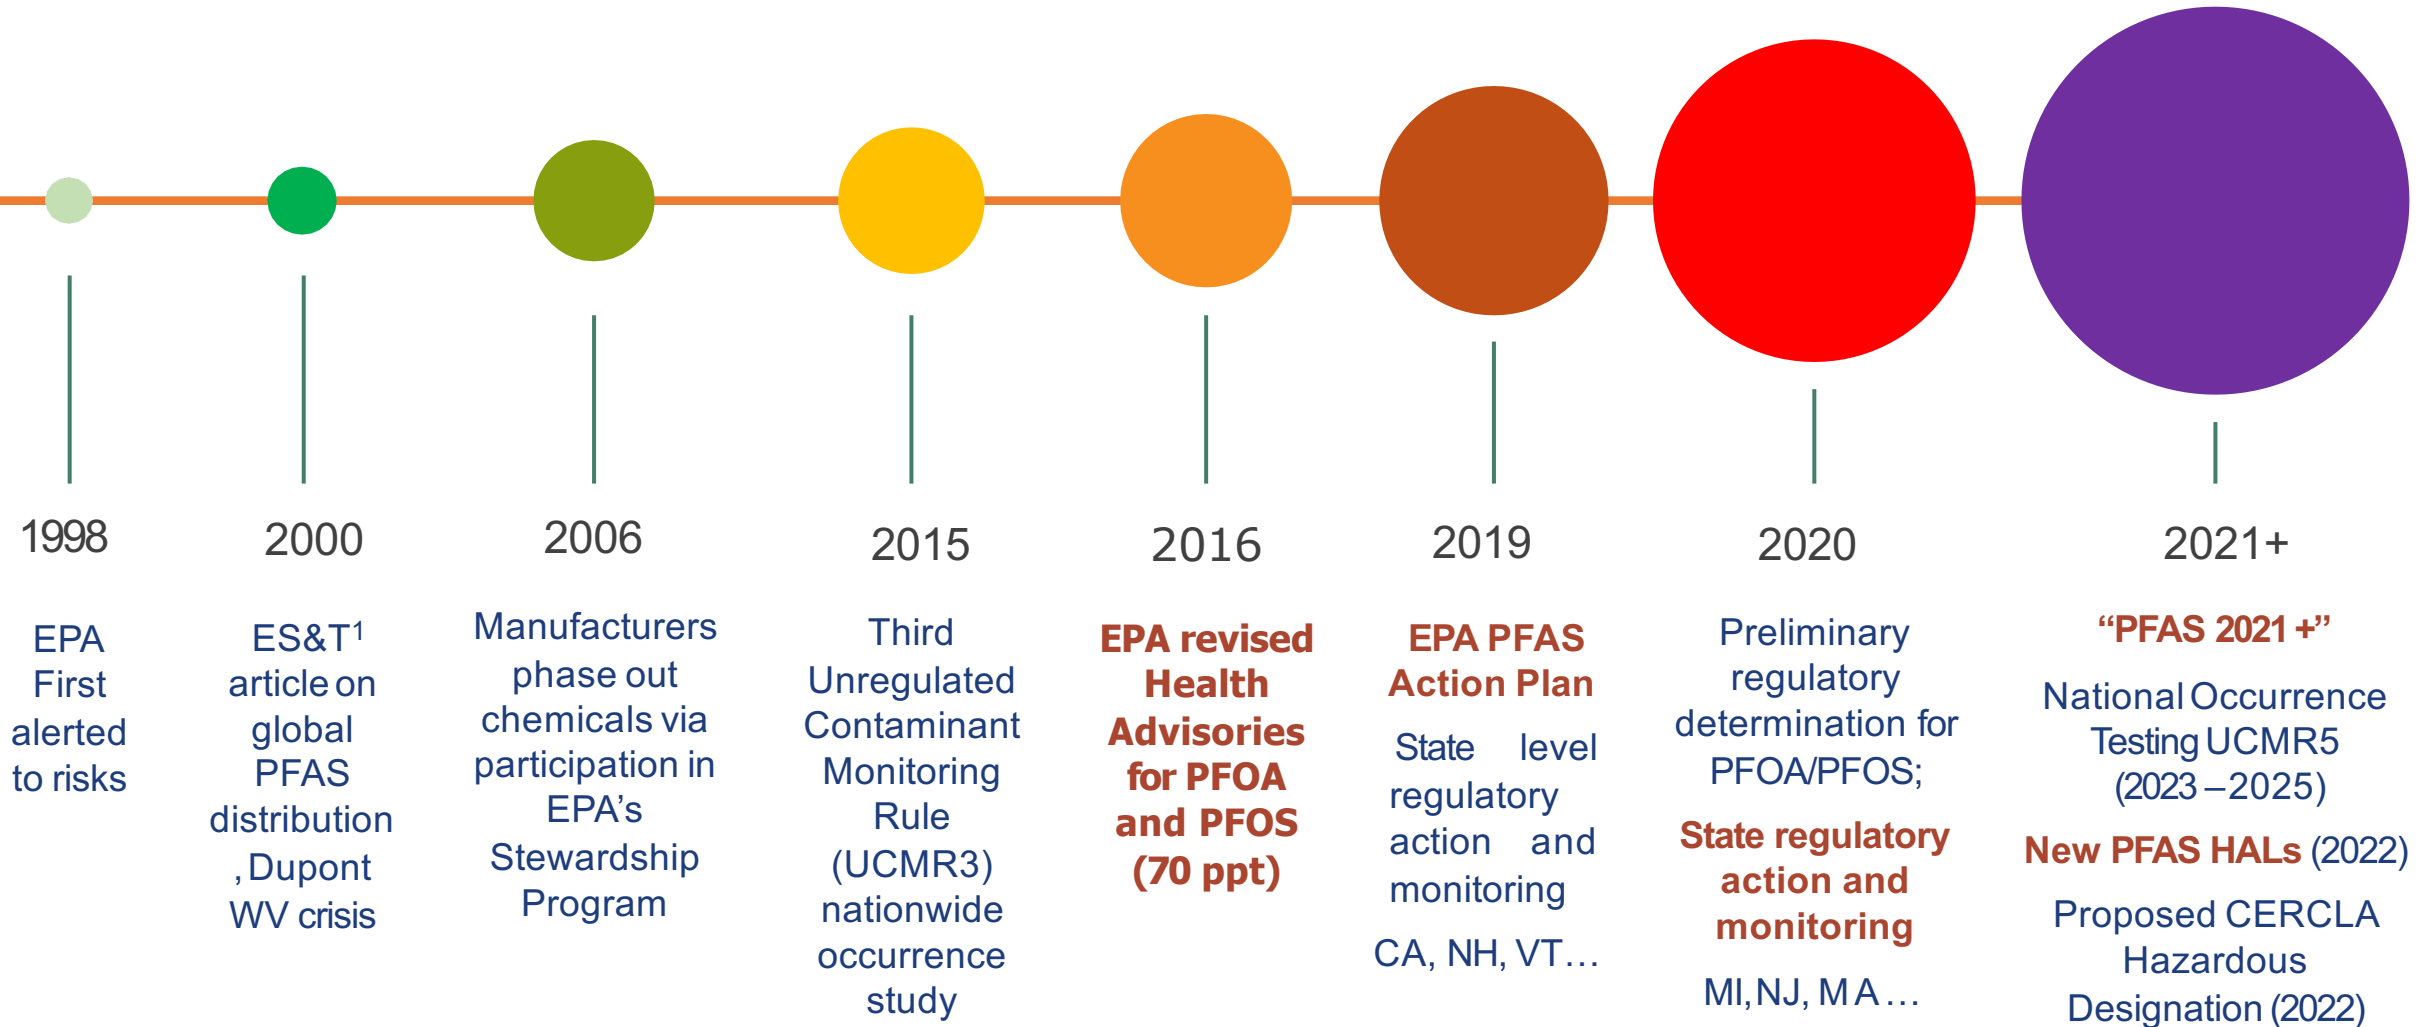 1998
EPA
First
alerted
to risks
2000
ES&T¹
article on
global
PFAS
distribution
, Dupont
WV crisis
2006
Manufacturers
phase out
chemicals via
participation in
EPA’s
Stewardship
Program
2015
Third
Unregulated
Contaminant
Monitoring
Rule
(UCMR3)
nationwide
occurrence
study
2016
EPA revised
Health
Advisories
for PFOA
and PFOS
(70 ppt)
2019
EPA PFAS
Action Plan
State level
regulatory
action and
monitoring
CA, NH, VT…
2020
Preliminary
regulatory
determination for
PFOA/PFOS;
State regulatory
action and
monitoring
MI, NJ, MA…
2021+
“PFAS 2021+”
National Occurrence
Testing UCMR5
(2023 – 2025)
New PFAS HALs (2022)
Proposed CERCLA
Hazardous
Designation (2022)